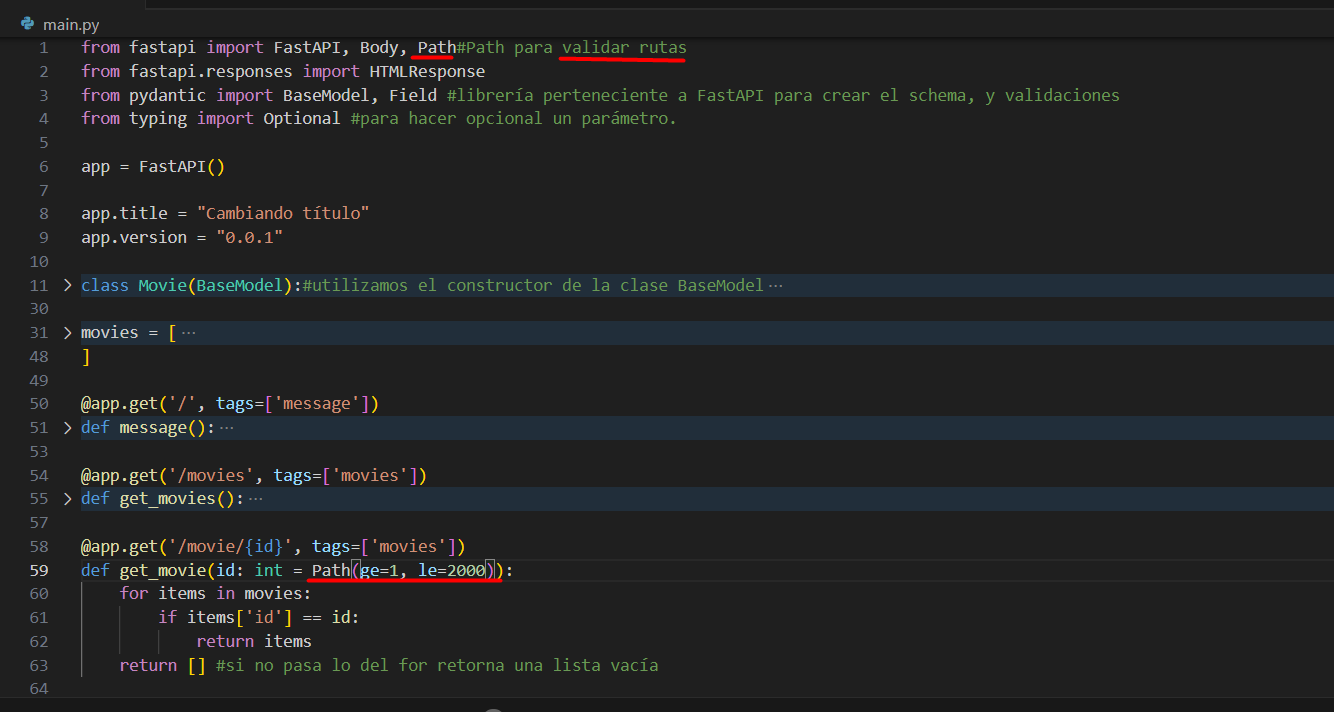 main.py
1 from fastapi import FastAPI, Body, Path#Path para validar rutas
2 from fastapi.responses import HTMLResponse
3 from pydantic import BaseModel, Field #librería perteneciente a FastAPI para crear el schema, y validaciones
4 from typing import Optional #para hacer opcional un parámetro.
5
6 app = FastAPI()
7
8 app.title = "Cambiando título"
9 app.version = "0.0.1"
10
11 > class Movie(BaseModel):#utilizamos el constructor de la clase BaseModel ···
30
31 > movies = [ ···
48 ]
49
50 @app.get('/', tags=['message'])
51 > def message(): ···
53
54 @app.get('/movies', tags=['movies'])
55 > def get_movies(): ···
57
58 @app.get('/movie/{id}', tags=['movies'])
59 def get_movie(id: int = Path(ge=1, le=2000)):
60     for items in movies:
61         if items['id'] == id:
62             return items
63     return [] #si no pasa lo del for retorna una lista vacía
64